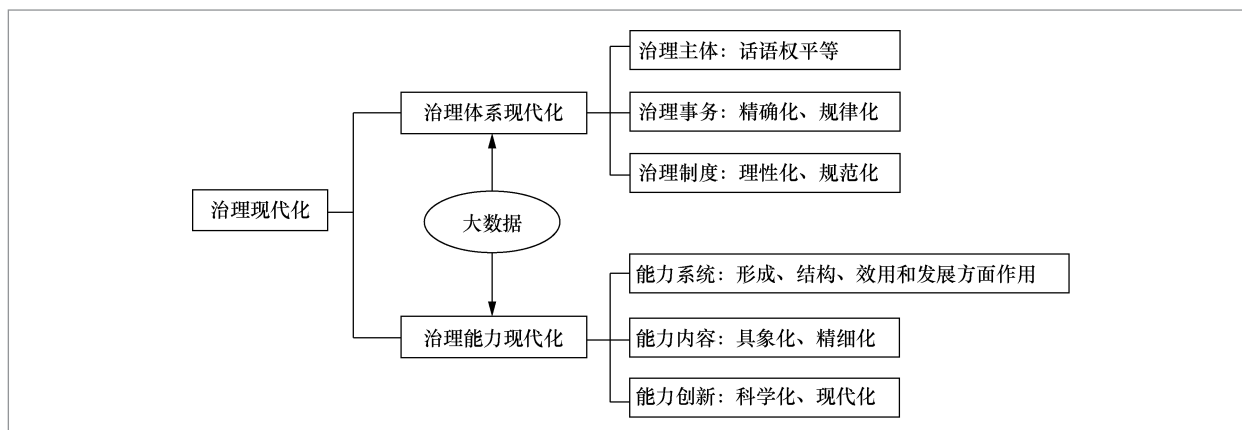 治理主体：话语权平等
治理体系现代化
治理事务：精确化、规律化
治理制度：理性化、规范化
治理现代化
大数据
能力系统：形成、结构、效用和发展方面作用
治理能力现代化
能力内容：具象化、精细化
能力创新：科学化、现代化